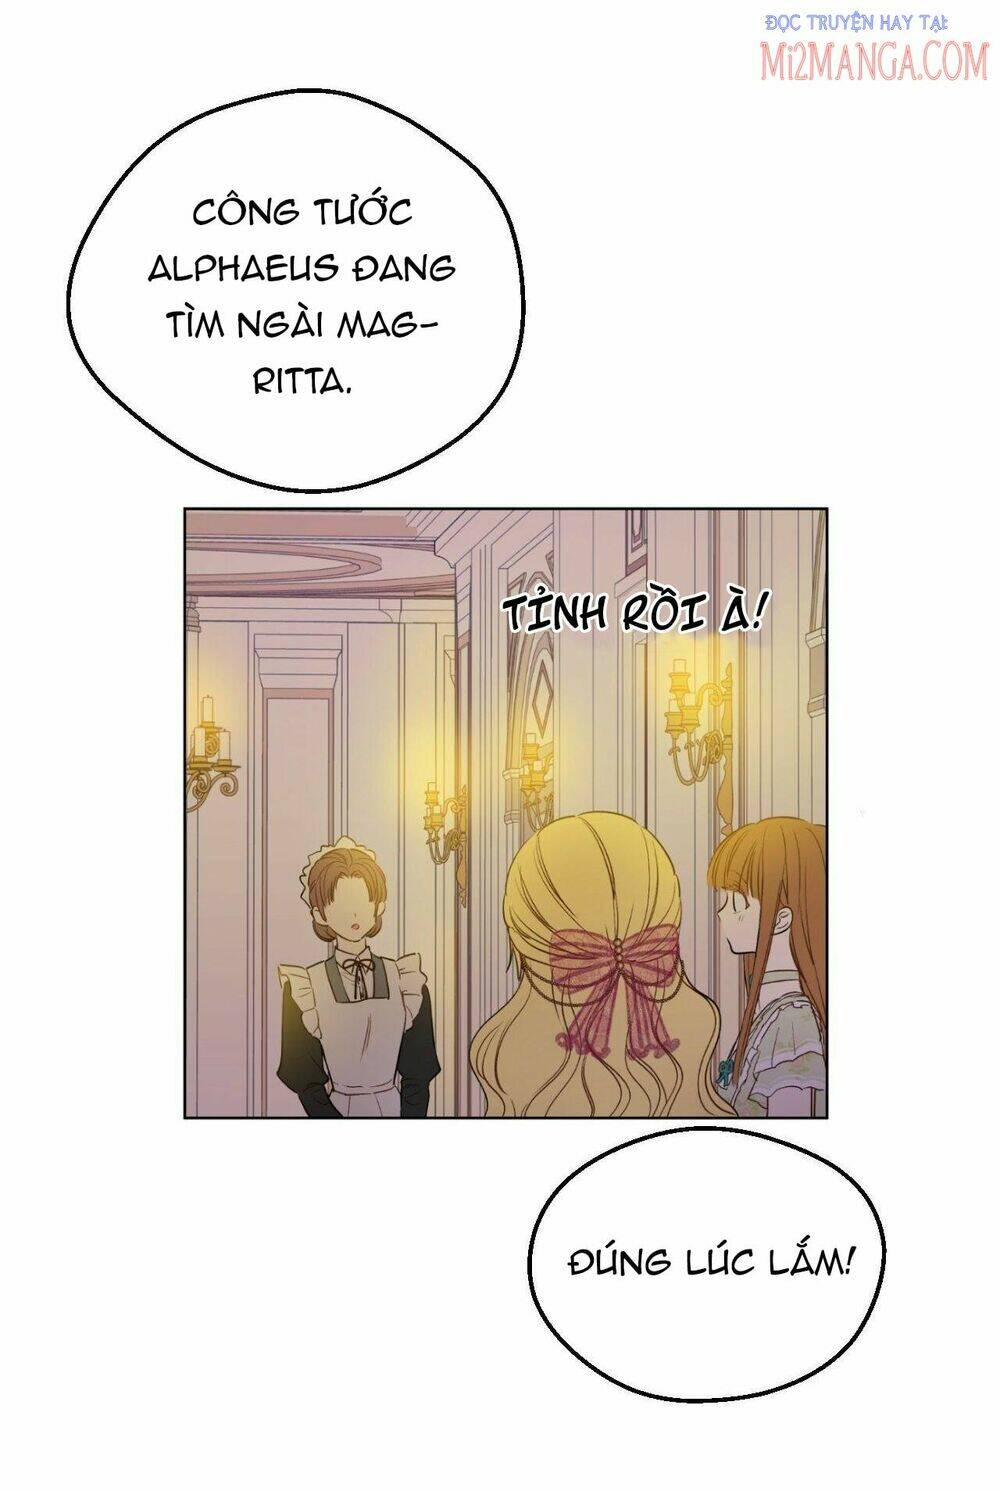 ĐỌC TRUYỆN HAY TẠI:
MI2MANGA.COM
CÔNG TƯỚC
ALPHAEUS ĐANG
TÌM NGÀI MAG-
RITTA.
TỈNH RỒI À!
ĐÚNG LÚC LẮM!